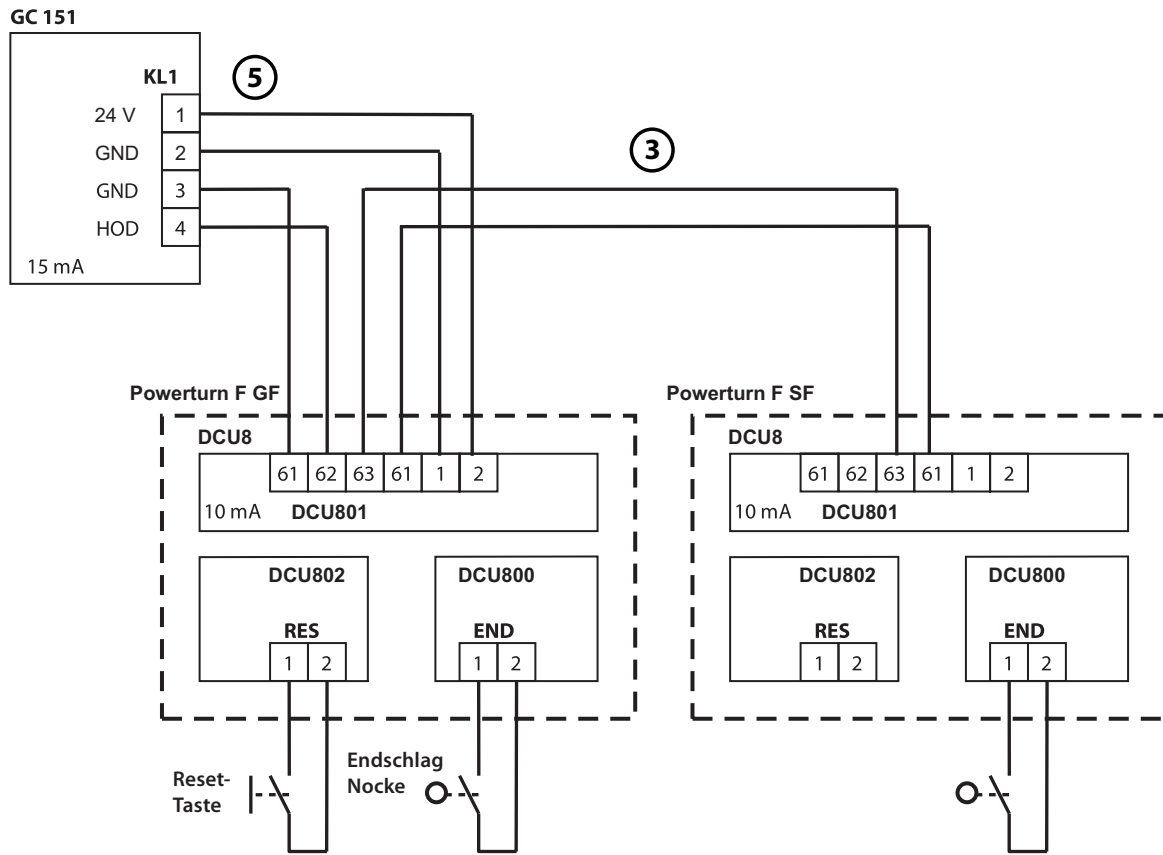 GC 151
KL1
5
24 V 1
GND 2
3
GND 3
HOD 4
15 mA
Powerturn F GF
Powerturn F SF
DCU8
DCU8
61 62 63 61 1 2
61 62 63 61 1 2
10 mA DCU801
10 mA DCU801
DCU802
DCU800
DCU802
DCU800
RES
END
RES
END
1 2
1 2
1 2
1 2
Reset-
Taste
Endschlag
Nocke